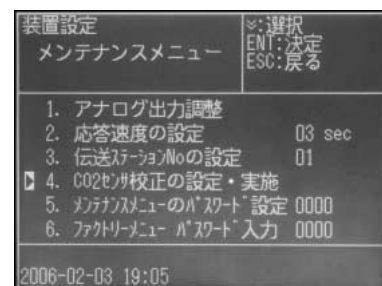 装置設定
メンテナンスメニュー
≫:選択
ENT:決定
ESC:戻る
1. アナログ出力調整
2. 応答速度の設定 03 sec
3. 伝送ｽﾃｰｼｮﾝNoの設定 01
4. CO2ｾﾝｻ校正の設定・実施
5. ﾒﾝﾃﾅﾝｽﾒﾆｭｰのﾊﾟｽﾜｰﾄﾞ設定 0000
6. ﾌｧｸﾄﾘｰﾒﾆｭｰ ﾊﾟｽﾜｰﾄﾞ入力 0000
2006-02-03 19:05